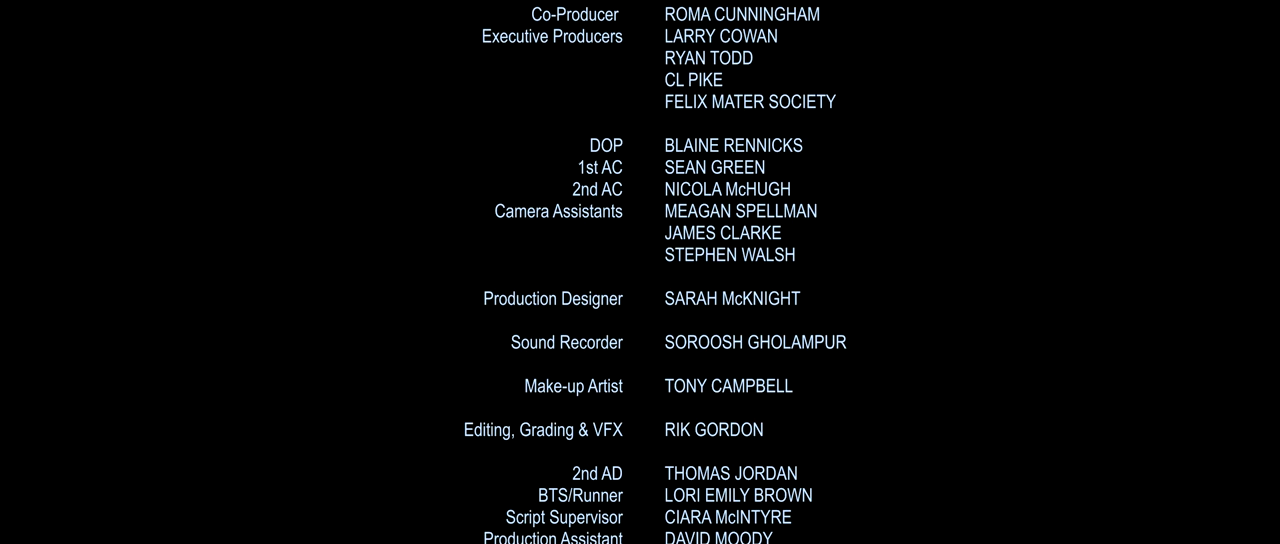 Co-Producer ROMA CUNNINGHAM
Executive Producers LARRY COWAN
RYAN TODD
CL PIKE
FELIX MATER SOCIETY
DOP BLAINE RENNICKS
1st AC SEAN GREEN
2nd AC NICOLA McHUGH
Camera Assistants MEAGAN SPELLMAN
JAMES CLARKE
STEPHEN WALSH
Production Designer SARAH McKNIGHT
Sound Recorder SOROOSH GHOLAMPUR
Make-up Artist TONY CAMPBELL
Editing, Grading & VFX RIK GORDON
2nd AD THOMAS JORDAN
BTS/Runner LORI EMILY BROWN
Script Supervisor CIARA McINTYRE
Production Assistant DAVID MOODY